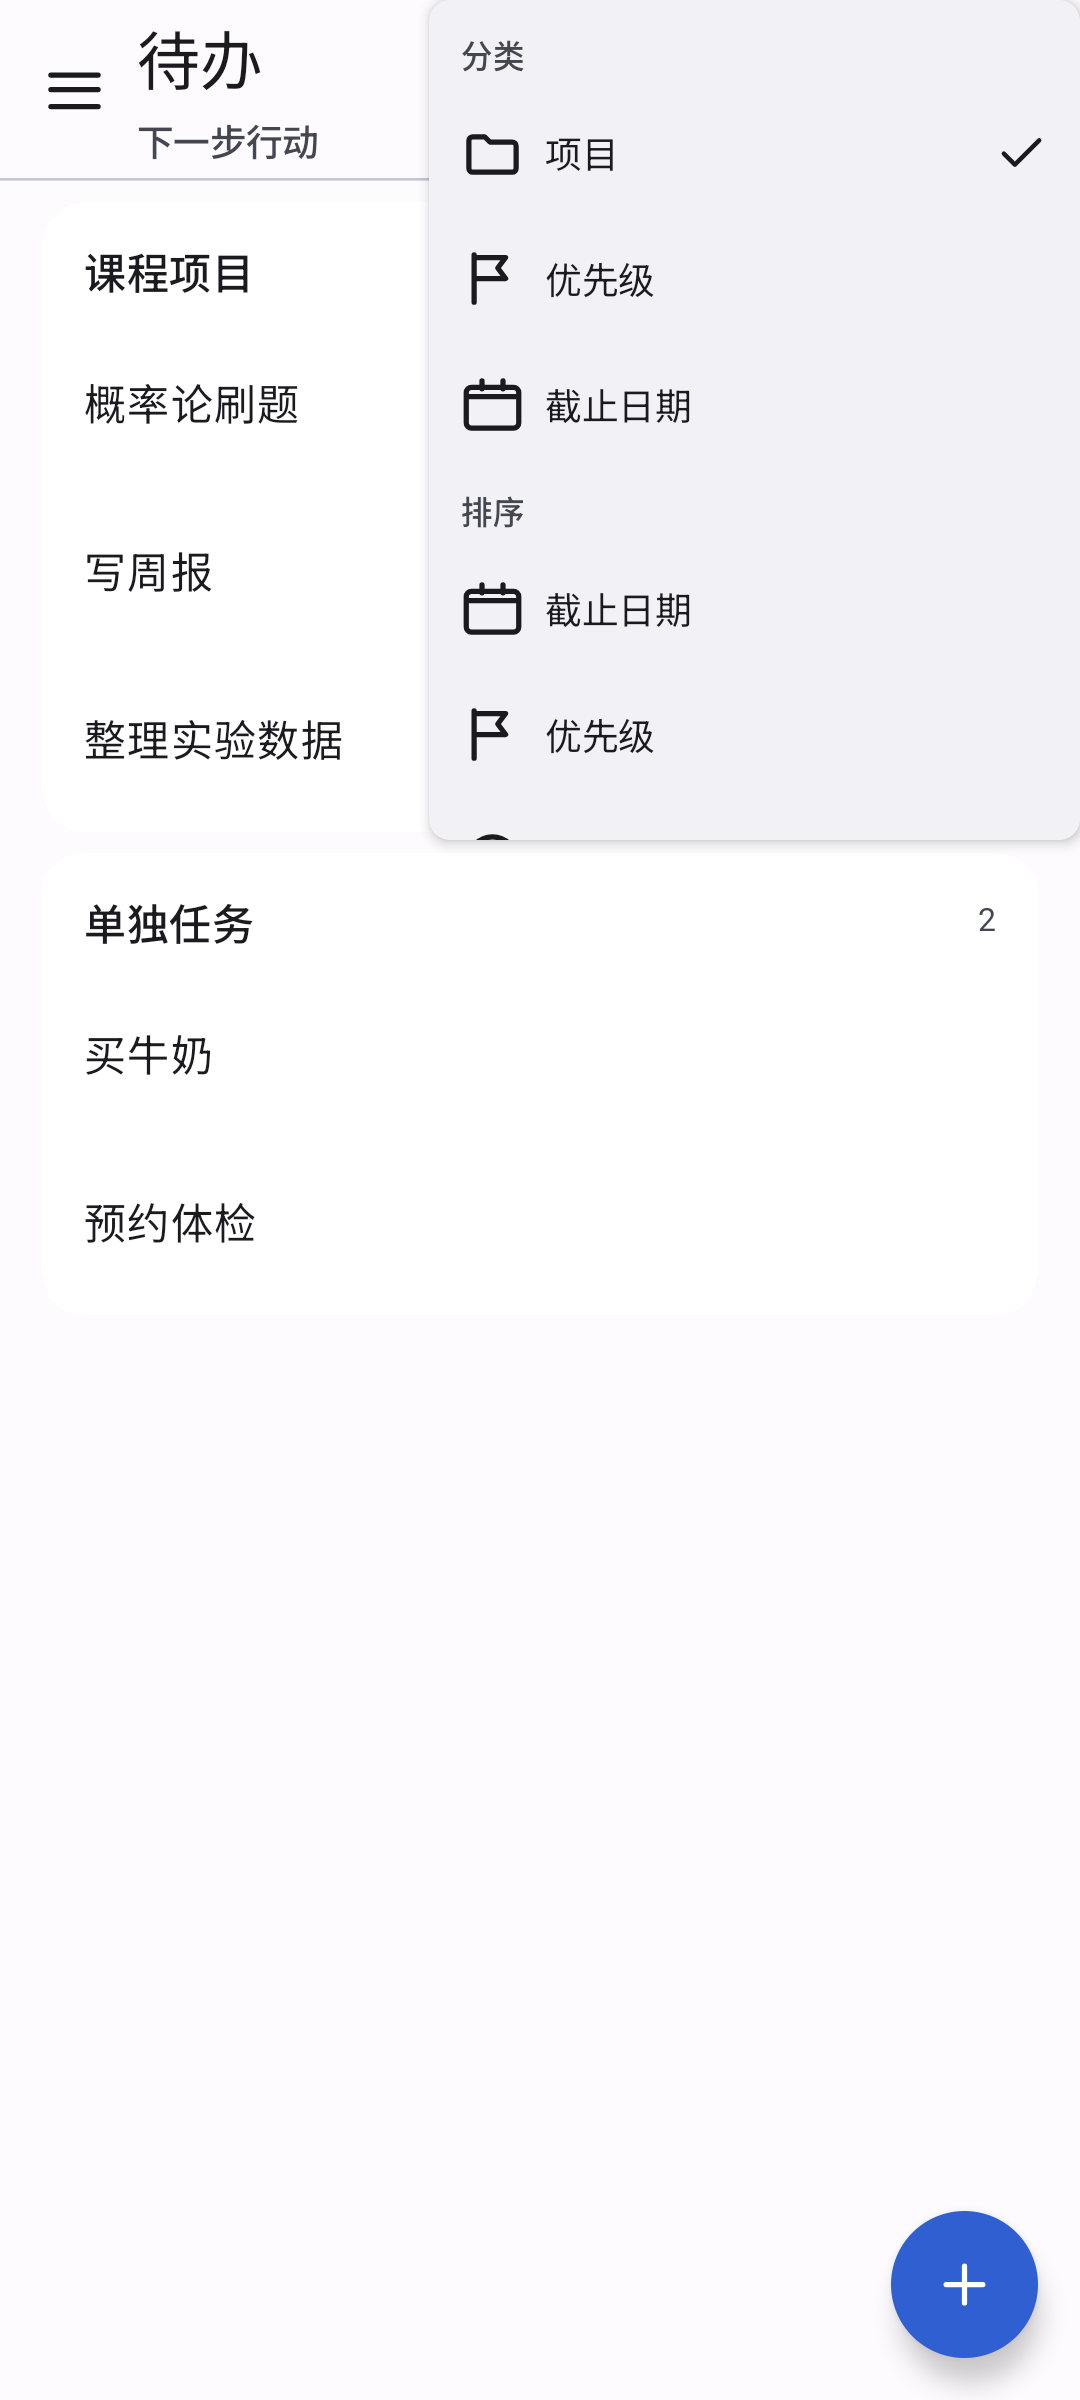 待办
下一步行动
分类
项目
优先级
截止日期
排序
截止日期
优先级
课程项目
概率论刷题
写周报
整理实验数据
单独任务
2
买牛奶
预约体检